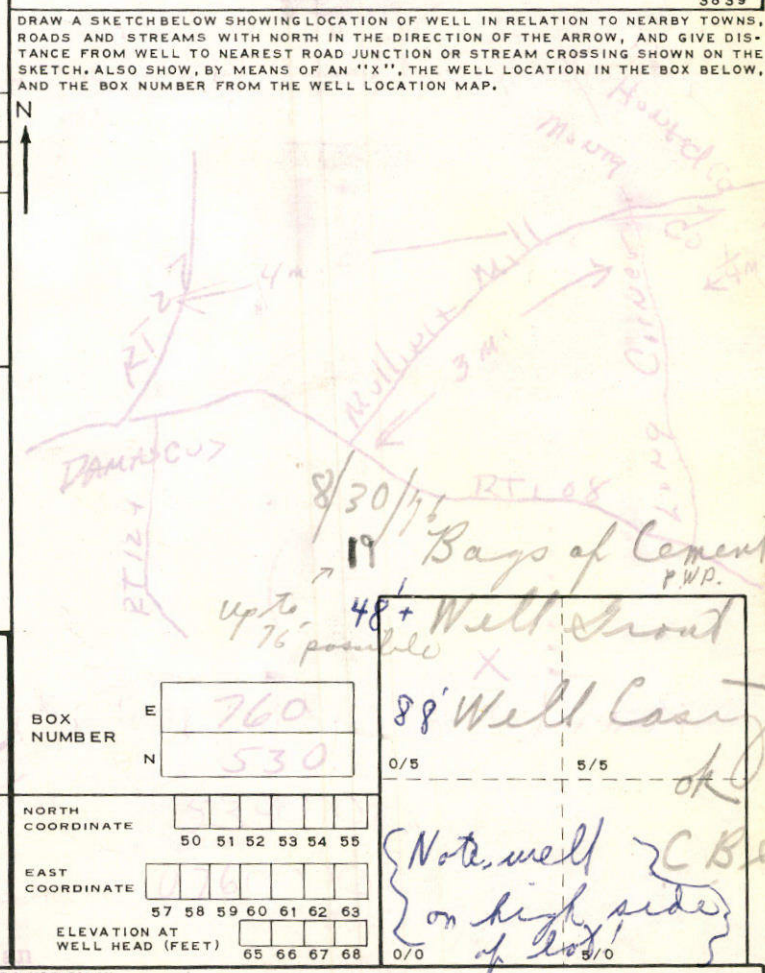 3839
DRAW A SKETCH BELOW SHOWING LOCATION OF WELL IN RELATION TO NEARBY TOWNS,
ROADS AND STREAMS WITH NORTH IN THE DIRECTION OF THE ARROW, AND GIVE DIS-
TANCE FROM WELL TO NEAREST ROAD JUNCTION OR STREAM CROSSING SHOWN ON THE
SKETCH. ALSO SHOW, BY MEANS OF AN "X", THE WELL LOCATION IN THE BOX BELOW,
AND THE BOX NUMBER FROM THE WELL LOCATION MAP.
N
Howard Co
Co
Mill
4 m
RT 27
3 m.
1/4 m
Long Corner
DAMASCUS
RT 108
RT 124
8/30/76
19 Bags of Cement
P.W.D.
up to 76' possible
48'+ Well Grout
X
88' Well Casing
ok
BOX NUMBER
E 760
N 530
0/5 5/5
NORTH COORDINATE
50 51 52 53 54 55
EAST COORDINATE
57 58 59 60 61 62 63
ELEVATION AT WELL HEAD (FEET)
65 66 67 68
{Note, well}
on high side
of lot!
0/0 5/0